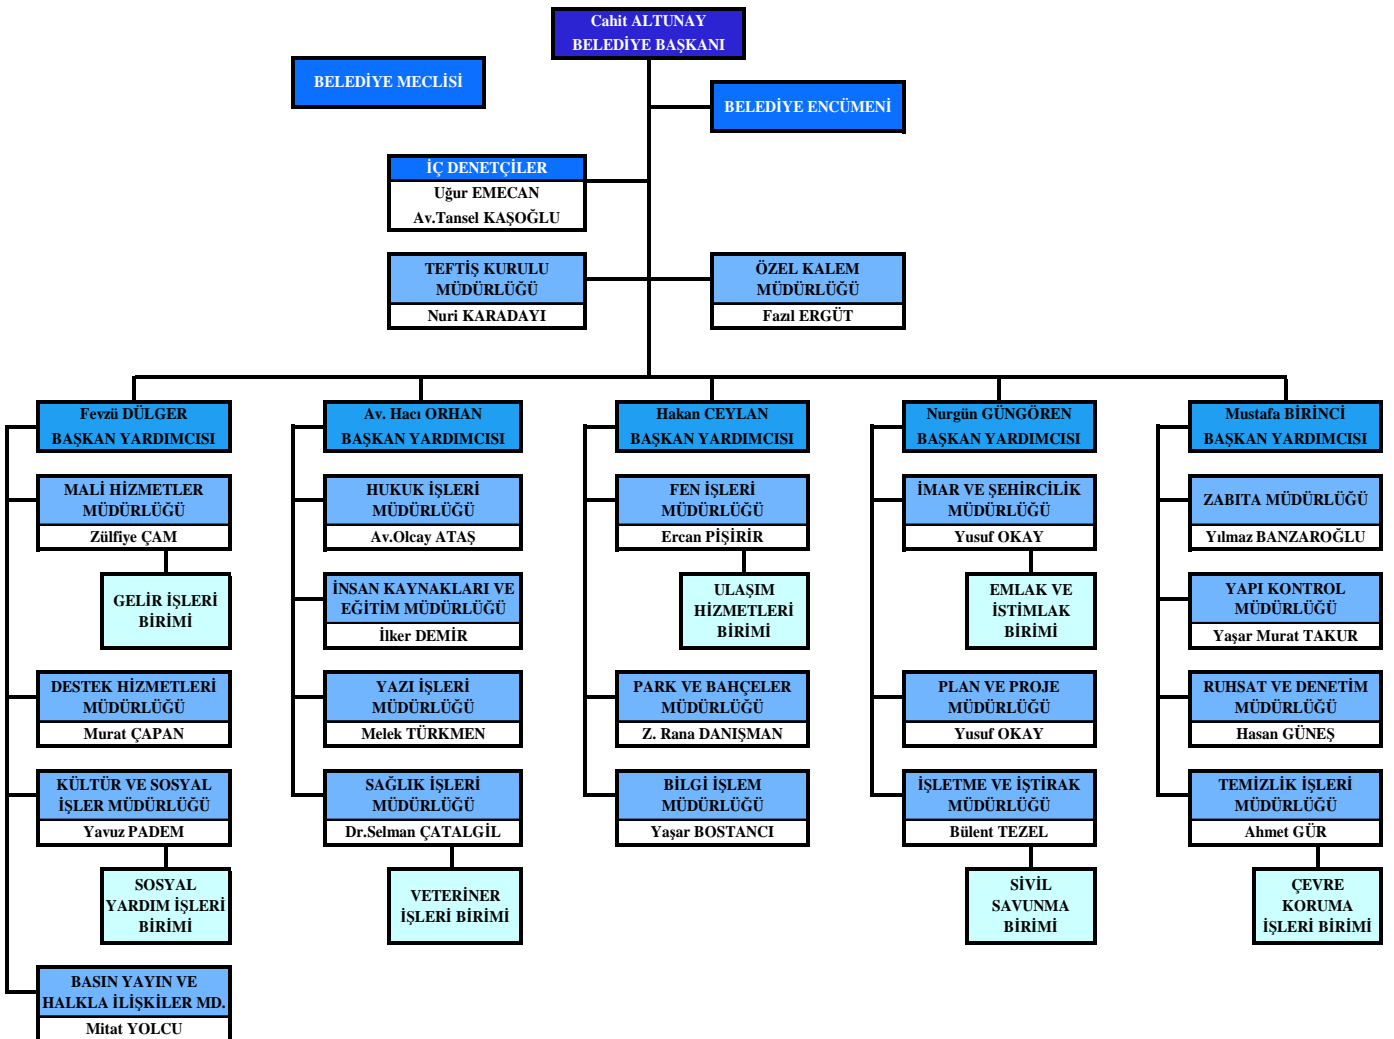 Cahit ALTUNAY
BELEDİYE BAŞKANI
BELEDİYE MECLİSİ
BELEDİYE ENCÜMENİ
İÇ DENETÇİLER
Uğur EMECAN
Av.Tansel KAŞOĞLU
TEFTİŞ KURULU
MÜDÜRLÜĞÜ
Nuri KARADAYI
ÖZEL KALEM
MÜDÜRLÜĞÜ
Fazıl ERGÜT
Fevzü DÜLGER
BAŞKAN YARDIMCISI
MALİ HİZMETLER
MÜDÜRLÜĞÜ
Zülfiye ÇAM
GELİR İŞLERİ
BİRİMİ
DESTEK HİZMETLERİ
MÜDÜRLÜĞÜ
Murat ÇAPAN
KÜLTÜR VE SOSYAL
İŞLER MÜDÜRLÜĞÜ
Yavuz PADEM
SOSYAL
YARDIM İŞLERİ
BİRİMİ
BASIN YAYIN VE
HALKLA İLİŞKİLER MD.
Mitat YOLCU
Av. Hacı ORHAN
BAŞKAN YARDIMCISI
HUKUK İŞLERİ
MÜDÜRLÜĞÜ
Av.Olcay ATAŞ
İNSAN KAYNAKLARI VE
EĞİTİM MÜDÜRLÜĞÜ
İlker DEMİR
YAZI İŞLERİ
MÜDÜRLÜĞÜ
Melek TÜRKMEN
SAĞLIK İŞLERİ
MÜDÜRLÜĞÜ
Dr.Selman ÇATALGİL
VETERİNER
İŞLERİ BİRİMİ
Hakan CEYLAN
BAŞKAN YARDIMCISI
FEN İŞLERİ
MÜDÜRLÜĞÜ
Ercan PİŞİRİR
ULAŞIM
HİZMETLERİ
BİRİMİ
PARK VE BAHÇELER
MÜDÜRLÜĞÜ
Z. Rana DANIŞMAN
BİLGİ İŞLEM
MÜDÜRLÜĞÜ
Yaşar BOSTANCI
Nurgün GÜNGÖREN
BAŞKAN YARDIMCISI
İMAR VE ŞEHİRCİLİK
MÜDÜRLÜĞÜ
Yusuf OKAY
EMLAK VE
İSTİMLAK
BİRİMİ
PLAN VE PROJE
MÜDÜRLÜĞÜ
Yusuf OKAY
İŞLETME VE İŞTİRAK
MÜDÜRLÜĞÜ
Bülent TEZEL
SİVİL
SAVUNMA
BİRİMİ
Mustafa BİRİNCİ
BAŞKAN YARDIMCISI
ZABITA MÜDÜRLÜĞÜ
Yılmaz BANZAROĞLU
YAPI KONTROL
MÜDÜRLÜĞÜ
Yaşar Murat TAKUR
RUHSAT VE DENETİM
MÜDÜRLÜĞÜ
Hasan GÜNEŞ
TEMİZLİK İŞLERİ
MÜDÜRLÜĞÜ
Ahmet GÜR
ÇEVRE
KORUMA
İŞLERİ BİRİMİ